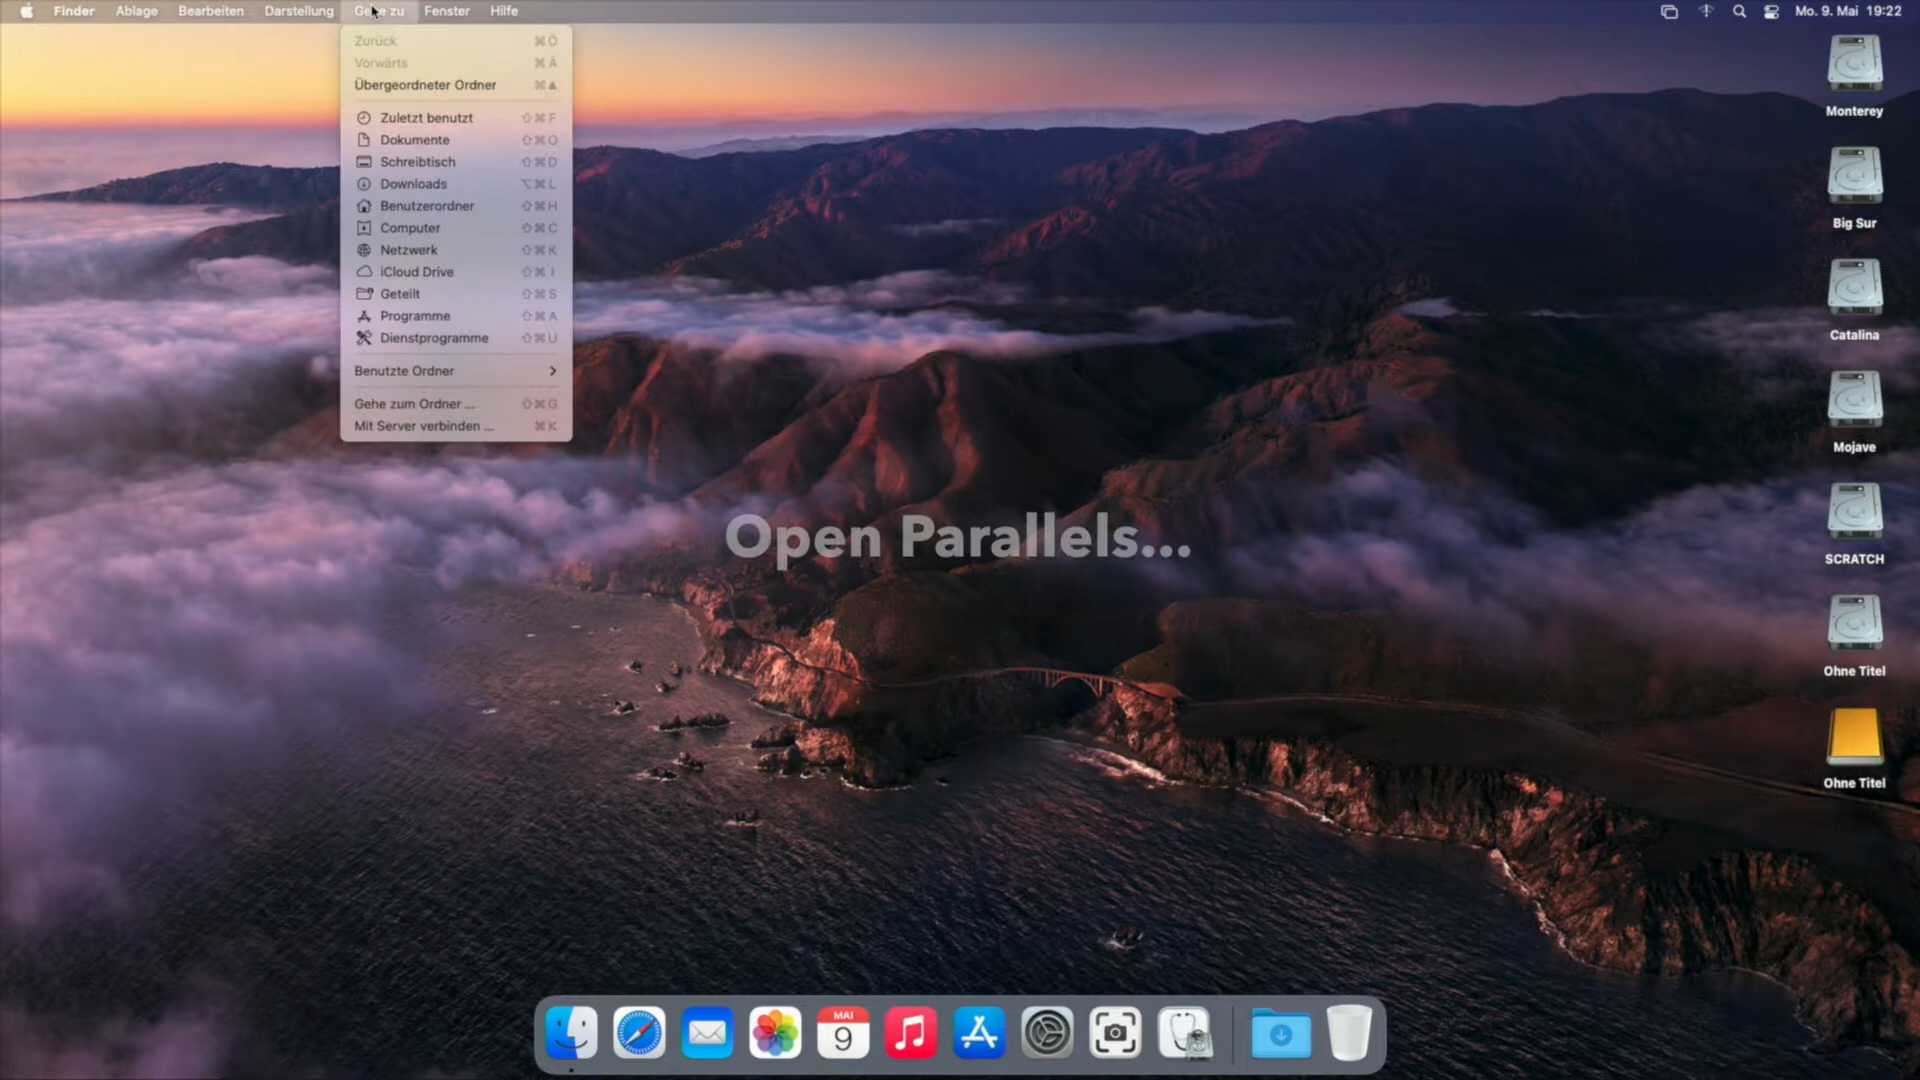 Finder Ablage Bearbeiten Darstellung Gehe zu Fenster Hilfe Mo. 9. Mai 19:22
Zurück ⌘Ö
Vorwärts ⌘Ä
Übergeordneter Ordner ⌘▲
Zuletzt benutzt ⇧⌘F
Dokumente ⇧⌘O
Schreibtisch ⇧⌘D
Downloads ⌥⌘L
Benutzerordner ⇧⌘H
Computer ⇧⌘C
Netzwerk ⇧⌘K
iCloud Drive ⇧⌘I
Geteilt ⇧⌘S
Programme ⇧⌘A
Dienstprogramme ⇧⌘U
Benutzte Ordner
Gehe zum Ordner ... ⇧⌘G
Mit Server verbinden ... ⌘K
Open Parallels...
Monterey
Big Sur
Catalina
Mojave
SCRATCH
Ohne Titel
Ohne Titel
MAI
9